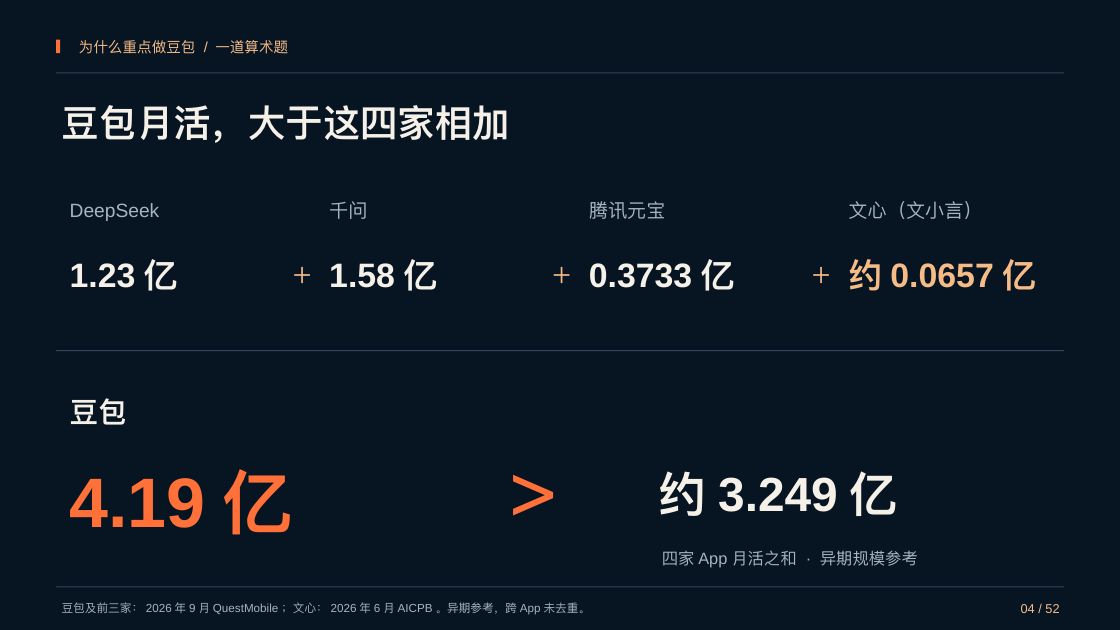 为什么重点做豆包 / 一道算术题
豆包月活，大于这四家相加
DeepSeek 千问 腾讯元宝 文心（文小言）
1.23 亿 + 1.58 亿 + 0.3733 亿 + 约 0.0657 亿
豆包
4.19 亿 > 约 3.249 亿
四家 App 月活之和 · 异期规模参考
豆包及前三家： 2026 年 9 月 QuestMobile； 文心： 2026 年 6 月 AICPB 。异期参考，跨 App 未去重。 04 / 52